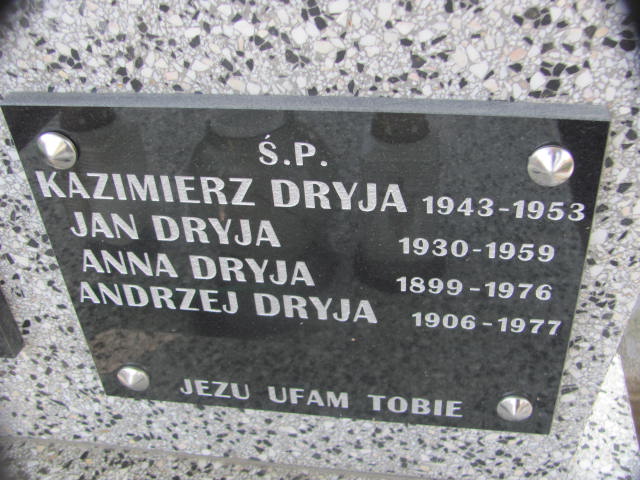 Ś.P.
KAZIMIERZ DRYJA 1943-1953
JAN DRYJA 1930-1959
ANNA DRYJA 1899-1976
ANDRZEJ DRYJA 1906-1977
JEZU UFAM TOBIE